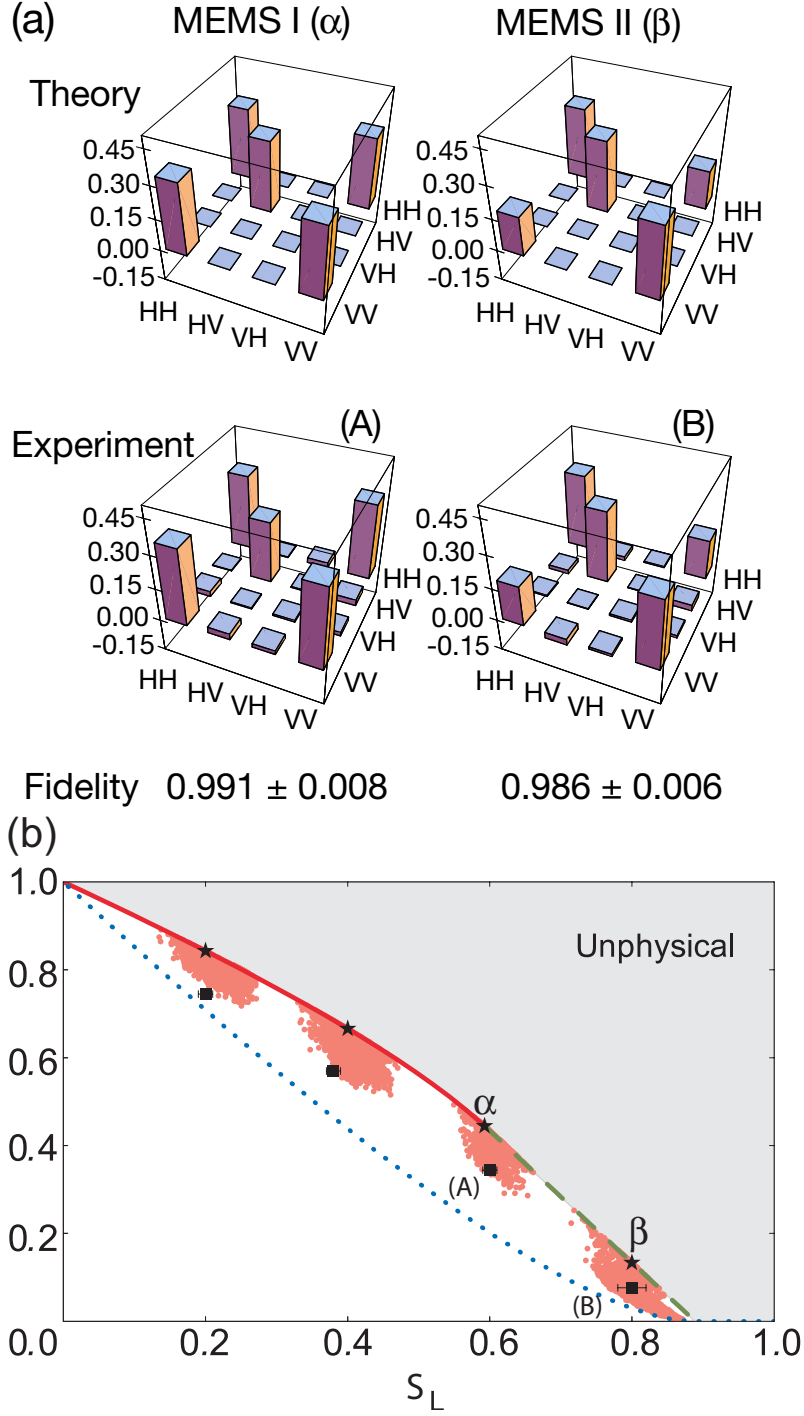 (a)
MEMS I (α)
MEMS II (β)
Theory
0.45
0.30
0.15
0.00
-0.15
HH
HV
VH
VV
HH
HV
VH
VV
0.45
0.30
0.15
0.00
-0.15
HH
HV
VH
VV
HH
HV
VH
VV
Experiment
(A)
(B)
0.45
0.30
0.15
0.00
-0.15
HH
HV
VH
VV
HH
HV
VH
VV
0.45
0.30
0.15
0.00
-0.15
HH
HV
VH
VV
HH
HV
VH
VV
Fidelity 0.991 ± 0.008 0.986 ± 0.006
(b)
1.0
0.8
0.6
0.4
0.2
0
Unphysical
α
(A)
β
(B)
0.2
0.4
0.6
0.8
1.0
S L